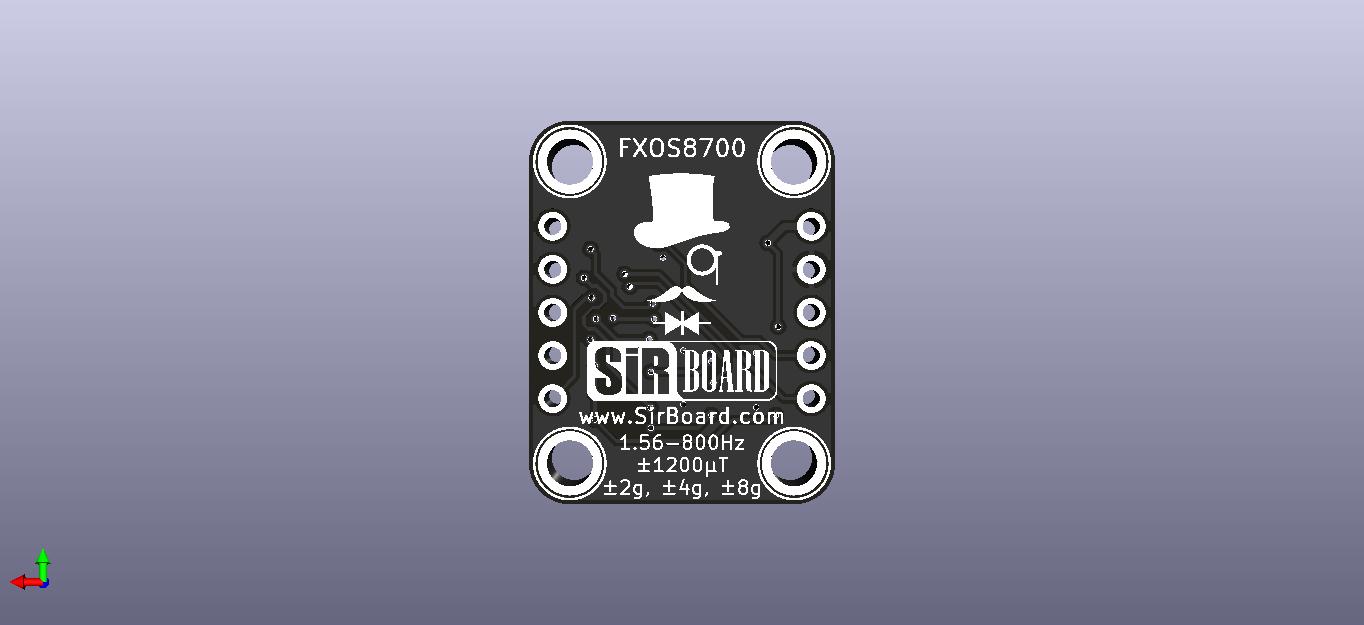 FXOS8700
SiR BOARD
www.SirBoard.com
1.56-800Hz
±1200µT
±2g, ±4g, ±8g